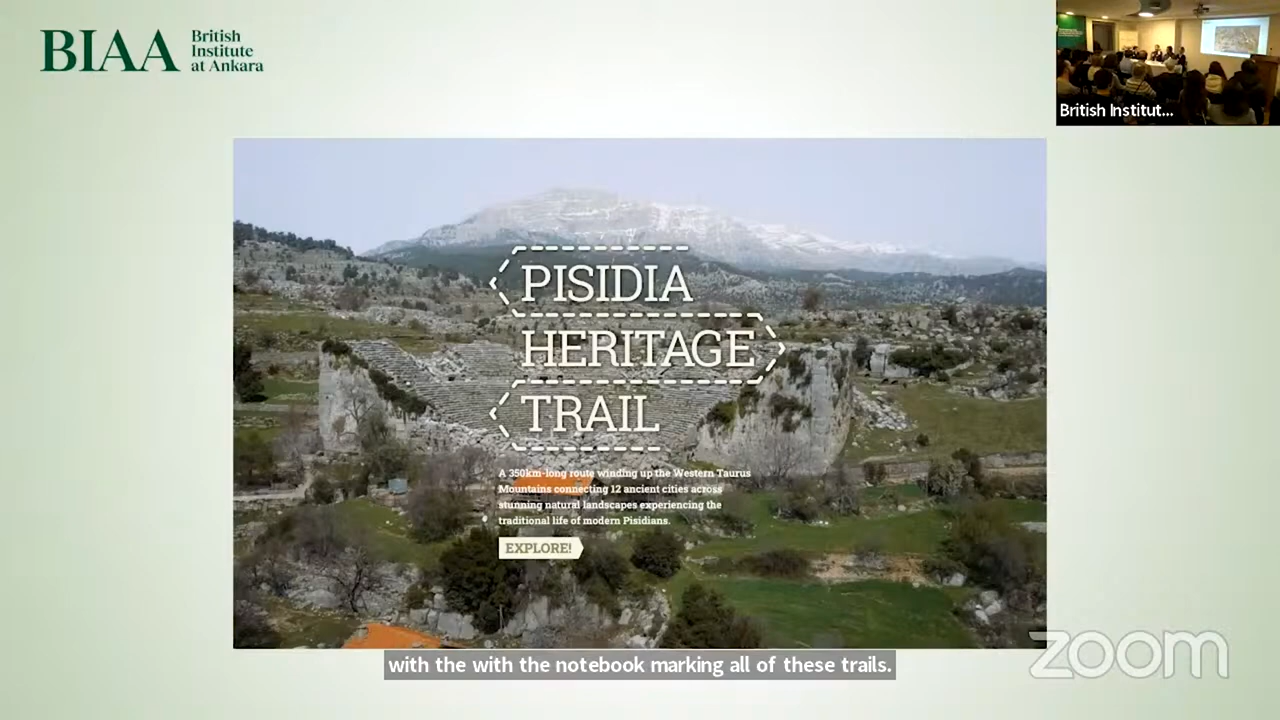 BIAA
British
Institute
at Ankara
British Institut...
PISIDIA
HERITAGE
TRAIL
A 350km-long route winding up the Western Taurus
Mountains connecting 12 ancient cities across
stunning natural landscapes experiencing the
traditional life of modern Pisidians.
EXPLORE!
with the with the notebook marking all of these trails.
zoom